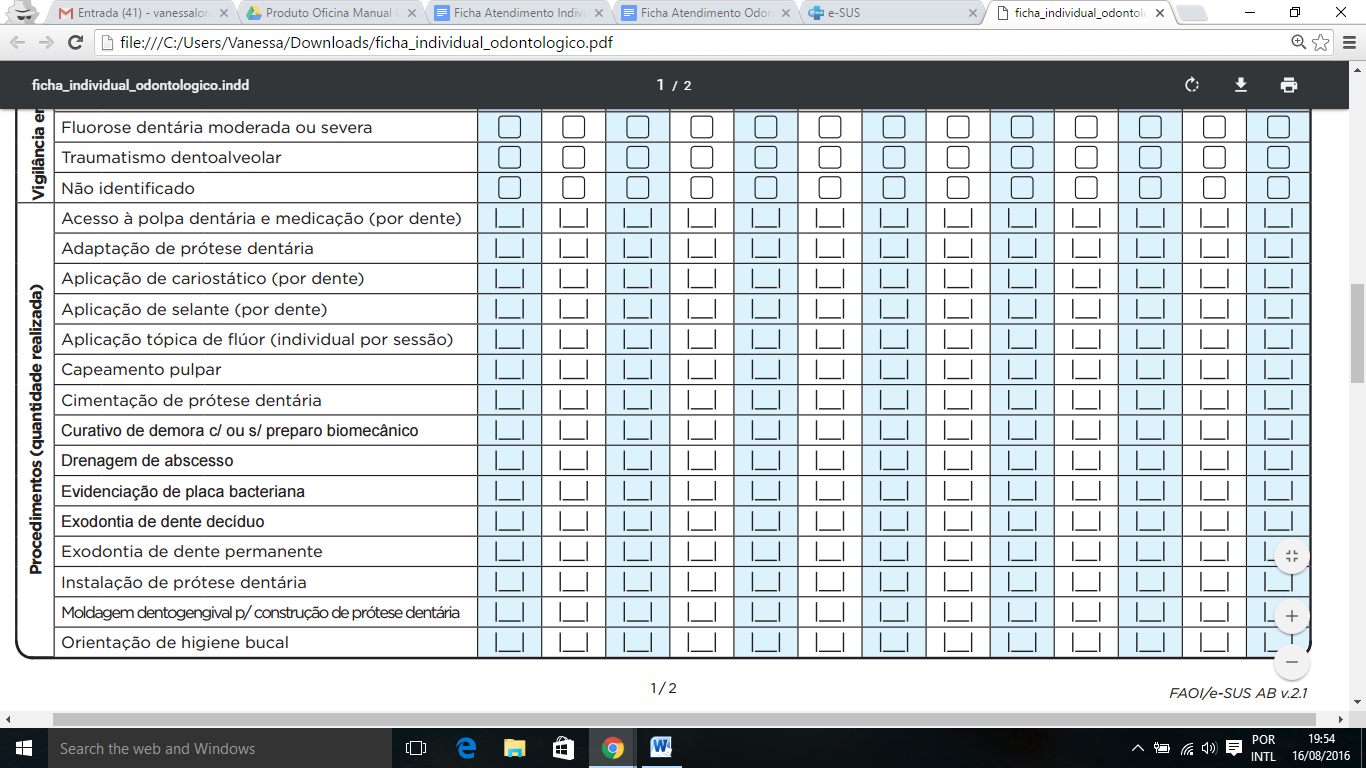 Entrada (41) - vanessalor
Produto Oficina Manual
Ficha Atendimento Indivi
Ficha Atendimento Odon
e-SUS
ficha_individual_odontolo
file:///C:/Users/Vanessa/Downloads/ficha_individual_odontologico.pdf
ficha_individual_odontologico.indd
1 / 2
Vigilância em
Fluorose dentária moderada ou severa
Traumatismo dentoalveolar
Não identificado
Procedimentos (quantidade realizada)
Acesso à polpa dentária e medicação (por dente)
Adaptação de prótese dentária
Aplicação de cariostático (por dente)
Aplicação de selante (por dente)
Aplicação tópica de flúor (individual por sessão)
Capeamento pulpar
Cimentação de prótese dentária
Curativo de demora c/ ou s/ preparo biomecânico
Drenagem de abscesso
Evidenciação de placa bacteriana
Exodontia de dente decíduo
Exodontia de dente permanente
Instalação de prótese dentária
Moldagem dentogengival p/ construção de prótese dentária
Orientação de higiene bucal
1 / 2
FAOI/e-SUS AB v.2.1
Search the web and Windows
POR
INTL
19:54
16/08/2016